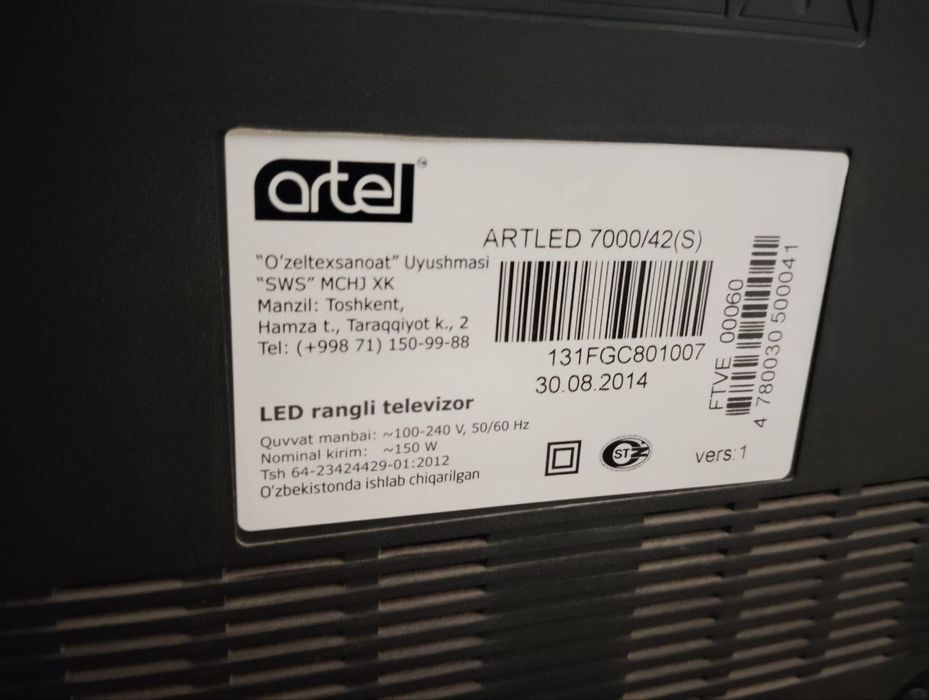 artel™
ARTLED 7000/42(S)
"O'zeltexsanoat" Uyushmasi
"SWS" MCHJ XK
Manzil: Toshkent,
Hamza t., Taraqqiyot k., 2
Tel: (+998 71) 150-99-88
131FGC801007
30.08.2014
LED rangli televizor
Quvvat manbai: ~100-240 V, 50/60 Hz
Nominal kirim: ~150 W
Tsh 64-23424429-01:2012
O'zbekistonda ishlab chiqarilgan
ST
vers:1
FTVE 00060
4 780030 500041